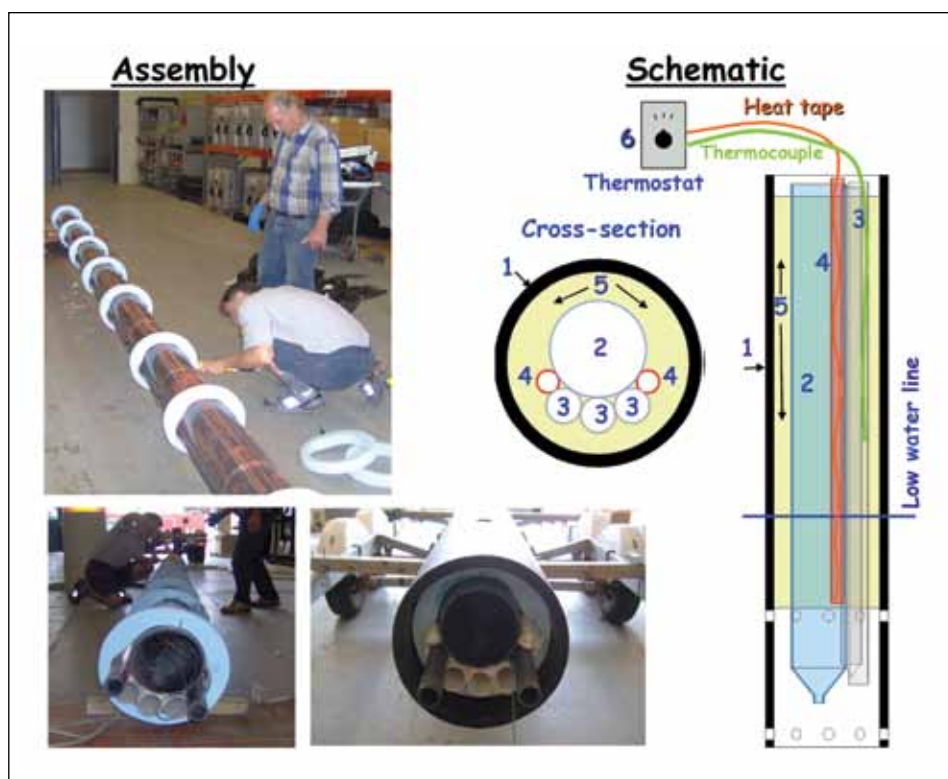 Assembly
Schematic
Heat tape
6
Thermocouple
Thermostat
3
Cross-section
4
1
5
5
2
1
2
4
4
3
3
3
Low water line